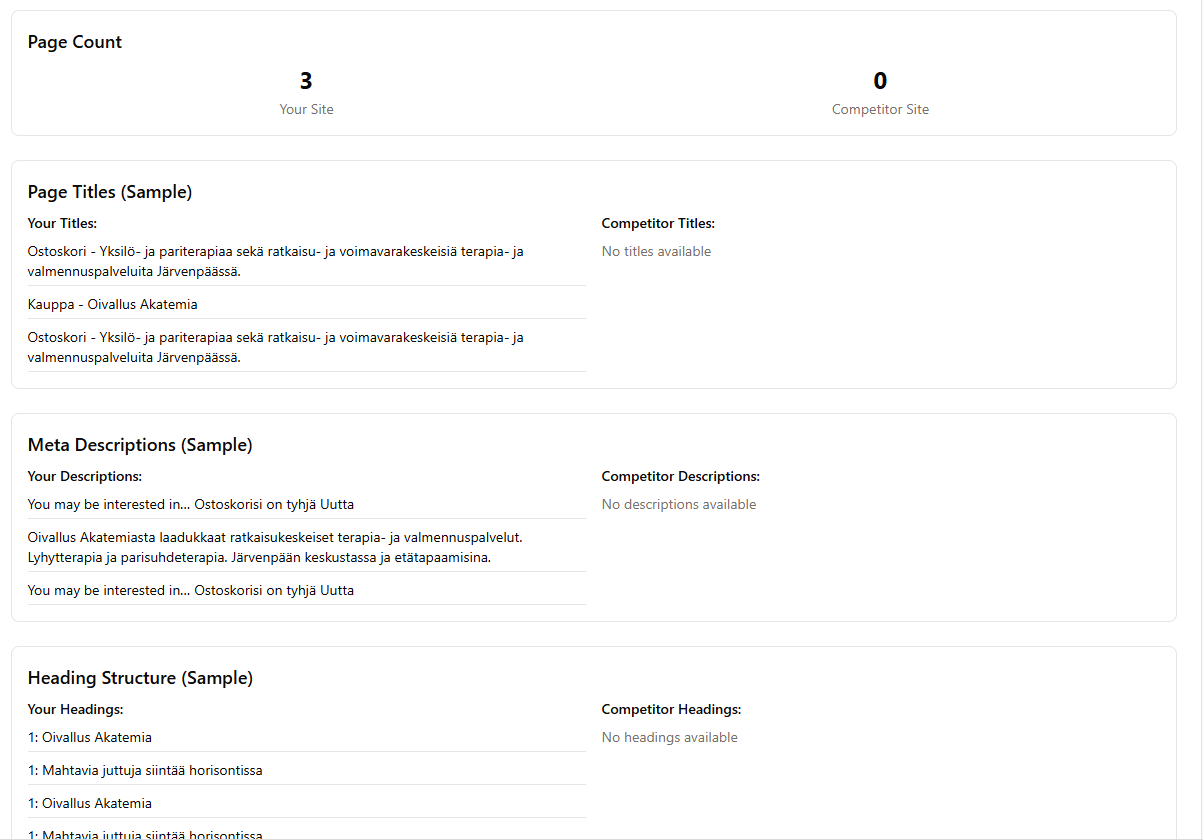 Page Count
3
Your Site
0
Competitor Site
Page Titles (Sample)
Your Titles:
Ostoskori - Yksilö- ja pariterapiaa sekä ratkaisu- ja voimavarakeskeisiä terapia- ja
valmennuspalveluita Järvenpäässä.
Kauppa - Oivallus Akatemia
Ostoskori - Yksilö- ja pariterapiaa sekä ratkaisu- ja voimavarakeskeisiä terapia- ja
valmennuspalveluita Järvenpäässä.
Competitor Titles:
No titles available
Meta Descriptions (Sample)
Your Descriptions:
You may be interested in... Ostoskorisi on tyhjä Uutta
Oivallus Akatemiasta laadukkaat ratkaisukeskeiset terapia- ja valmennuspalvelut.
Lyhytterapia ja parisuhdeterapia. Järvenpään keskustassa ja etätapaamisina.
You may be interested in... Ostoskorisi on tyhjä Uutta
Competitor Descriptions:
No descriptions available
Heading Structure (Sample)
Your Headings:
1: Oivallus Akatemia
1: Mahtavia juttuja siintää horisontissa
1: Oivallus Akatemia
1: Mahtavia juttuja siintää horisontissa
Competitor Headings:
No headings available